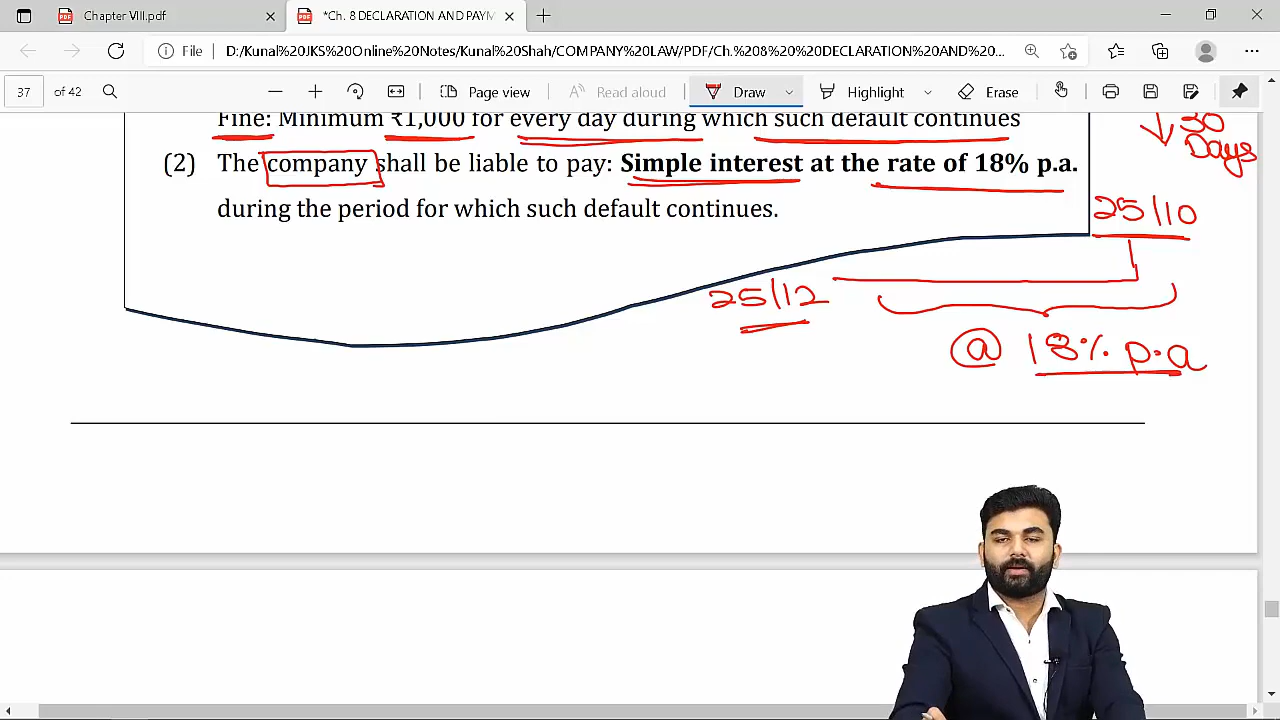 Chapter VIII.pdf
*Ch. 8 DECLARATION AND PAYM
File
D:/Kunal%20JKS%20Online%20Notes/Kunal%20Shah/COMPANY%20LAW/PDF/Ch.%208%20%20DECLARATION%20AND%20...
37 of 42
Page view
Read aloud
Draw
Highlight
Erase
Fine: Minimum ₹1,000 for every day during which such default continues
30
Days
(2) The company shall be liable to pay: Simple interest at the rate of 18% p.a.
during the period for which such default continues.
25/10
25/12
@ 18% p.a